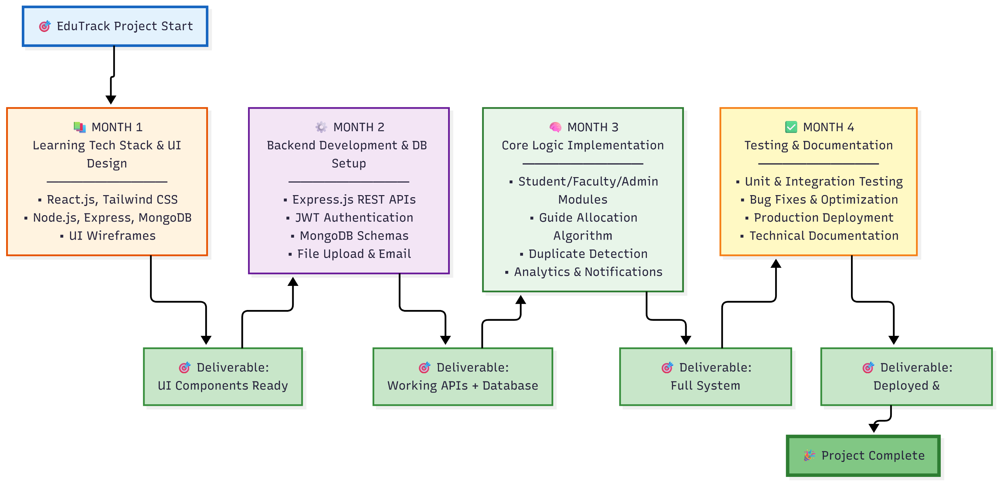 🎯 EduTrack Project Start
📚 MONTH 1
Learning Tech Stack & UI
Design
▪ React.js, Tailwind CSS
▪ Node.js, Express, MongoDB
▪ UI Wireframes
⚙️ MONTH 2
Backend Development & DB
Setup
▪ Express.js REST APIs
▪ JWT Authentication
▪ MongoDB Schemas
▪ File Upload & Email
🧠 MONTH 3
Core Logic Implementation
▪ Student/Faculty/Admin
Modules
▪ Guide Allocation
Algorithm
▪ Duplicate Detection
▪ Analytics & Notifications
✅ MONTH 4
Testing & Documentation
▪ Unit & Integration Testing
▪ Bug Fixes & Optimization
▪ Production Deployment
▪ Technical Documentation
🎯 Deliverable:
UI Components Ready
🎯 Deliverable:
Working APIs + Database
🎯 Deliverable:
Full System
🎯 Deliverable:
Deployed &
🎉 Project Complete